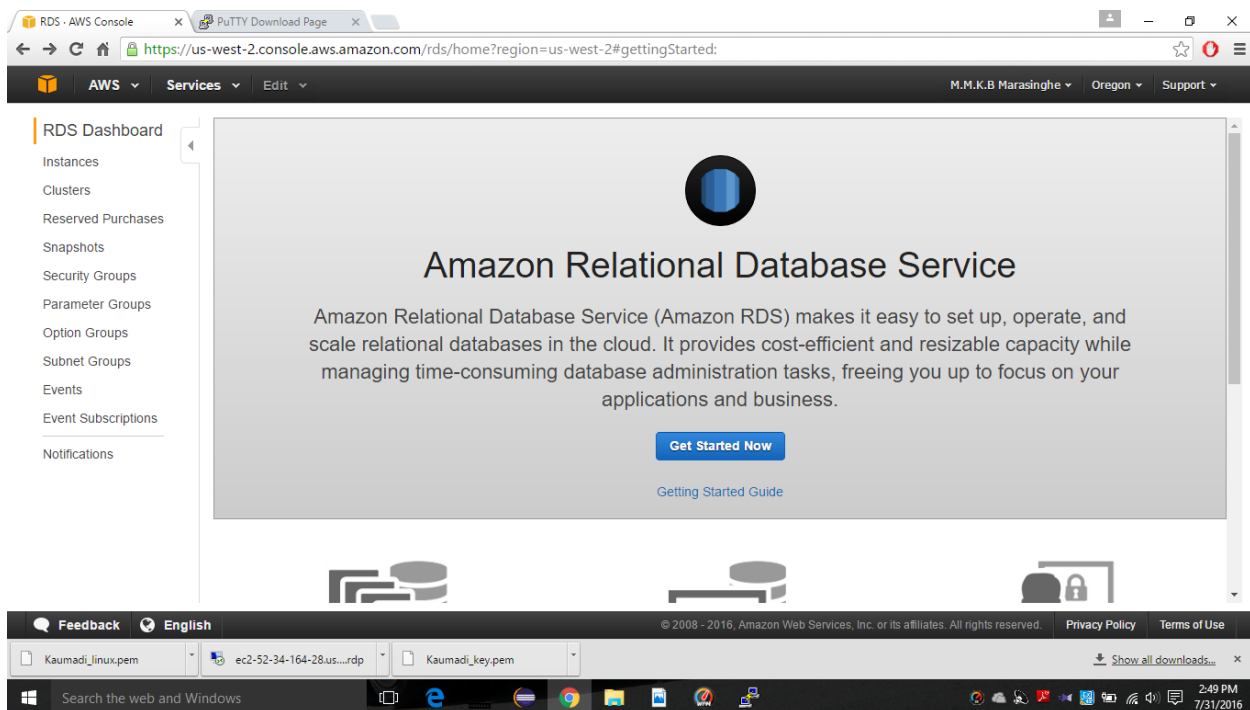 RDS · AWS Console
PuTTY Download Page
https://us-west-2.console.aws.amazon.com/rds/home?region=us-west-2#gettingStarted:
AWS Services Edit M.M.K.B Marasinghe Oregon Support
RDS Dashboard
Instances
Clusters
Reserved Purchases
Snapshots
Security Groups
Parameter Groups
Option Groups
Subnet Groups
Events
Event Subscriptions
Notifications
Amazon Relational Database Service
Amazon Relational Database Service (Amazon RDS) makes it easy to set up, operate, and
scale relational databases in the cloud. It provides cost-efficient and resizable capacity while
managing time-consuming database administration tasks, freeing you up to focus on your
applications and business.
Get Started Now
Getting Started Guide
Feedback English © 2008 - 2016, Amazon Web Services, Inc. or its affiliates. All rights reserved. Privacy Policy Terms of Use
Kaumadi_linux.pem ec2-52-34-164-28.us....rdp Kaumadi_key.pem Show all downloads...
Search the web and Windows
2:49 PM
7/31/2016